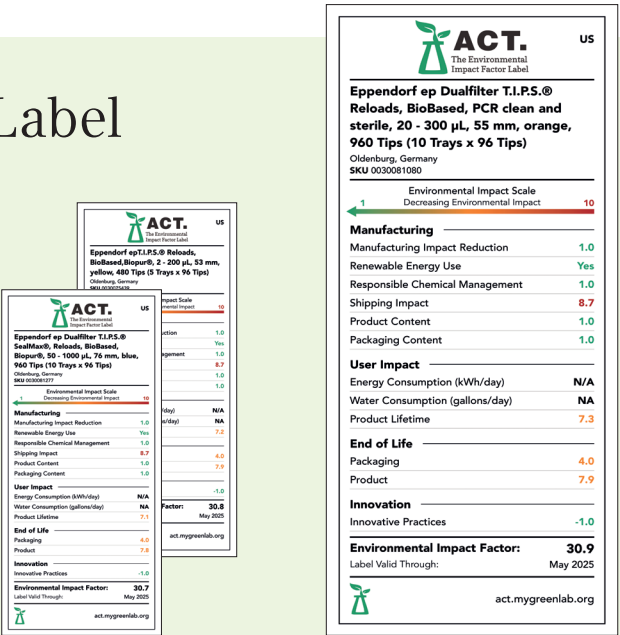 Label
ACT.
US
The Environmental
Impact Factor Label
Eppendorf ep Dualfilter T.I.P.S.®
Reloads, BioBased, PCR clean and
sterile, 20 - 300 µL, 55 mm, orange,
960 Tips (10 Trays x 96 Tips)
Oldenburg, Germany
SKU 0030081080
Environmental Impact Scale
1 Decreasing Environmental Impact 10
Manufacturing
Manufacturing Impact Reduction 1.0
Renewable Energy Use Yes
Responsible Chemical Management 1.0
Shipping Impact 8.7
Product Content 1.0
Packaging Content 1.0
User Impact
Energy Consumption (kWh/day) N/A
Water Consumption (gallons/day) NA
Product Lifetime 7.3
End of Life
Packaging 4.0
Product 7.9
Innovation
Innovative Practices -1.0
Environmental Impact Factor: 30.9
Label Valid Through: May 2025
act.mygreenlab.org
ACT.
US
The Environmental
Impact Factor Label
Eppendorf epT.I.P.S.® Reloads,
BioBased,Biopur®, 2 - 200 µL, 53 mm,
yellow, 480 Tips (5 Trays x 96 Tips)
Oldenburg, Germany
mpact Scale
mental Impact 10
uction 1.0
Yes
agement 1.0
8.7
1.0
1.0
/day) N/A
s/day) NA
7.2
4.0
7.9
-1.0
Factor: 30.8
May 2025
act.mygreenlab.org
ACT.
US
The Environmental
Impact Factor Label
Eppendorf ep Dualfilter T.I.P.S.®
SealMax®, Reloads, BioBased,
Biopur®, 50 - 1000 µL, 76 mm, blue,
960 Tips (10 Trays x 96 Tips)
Oldenburg, Germany
SKU 0030081277
Environmental Impact Scale
1 Decreasing Environmental Impact 10
Manufacturing
Manufacturing Impact Reduction 1.0
Renewable Energy Use Yes
Responsible Chemical Management 1.0
Shipping Impact 8.7
Product Content 1.0
Packaging Content 1.0
User Impact
Energy Consumption (kWh/day) N/A
Water Consumption (gallons/day) NA
Product Lifetime 7.1
End of Life
Packaging 4.0
Product 7.8
Innovation
Innovative Practices -1.0
Environmental Impact Factor: 30.7
Label Valid Through: May 2025
act.mygreenlab.org